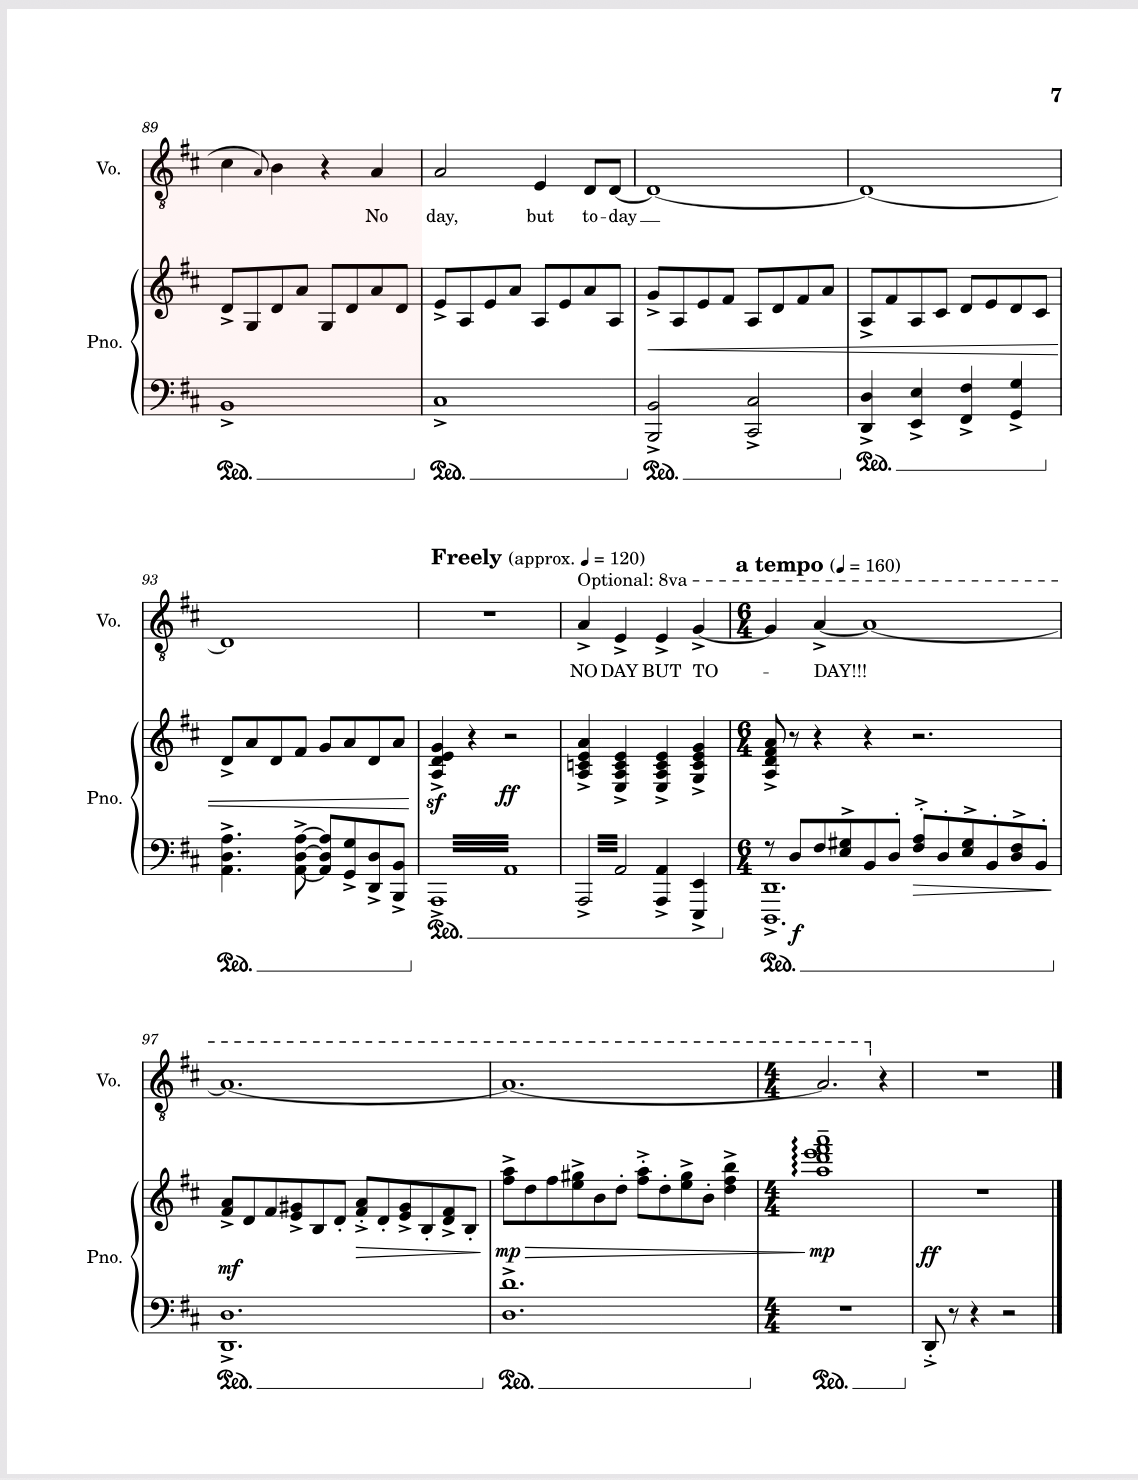 7
89
Vo.
No day, but to-day
Pno.
Ped. Ped. Ped. Ped.
Freely (approx. ♩ = 120) a tempo (♩ = 160)
93
Optional: 8va
Vo.
8
NO DAY BUT TO - DAY!!!
6 4
Pno.
sf ff
f
Ped. Ped. Ped.
97
Vo.
4 4
Pno.
mf mp mp ff
Ped. Ped. Ped.